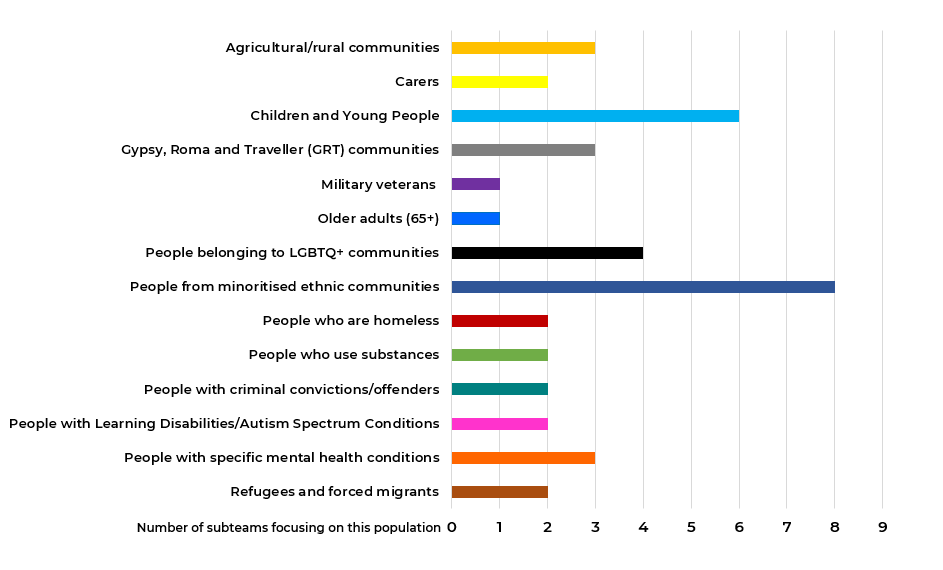 Agricultural/rural communities
Carers
Children and Young People
Gypsy, Roma and Traveller (GRT) communities
Military veterans
Older adults (65+)
People belonging to LGBTQ+ communities
People from minoritised ethnic communities
People who are homeless
People who use substances
People with criminal convictions/offenders
People with Learning Disabilities/Autism Spectrum Conditions
People with specific mental health conditions
Refugees and forced migrants
Number of subteams focusing on this population 0 1 2 3 4 5 6 7 8 9